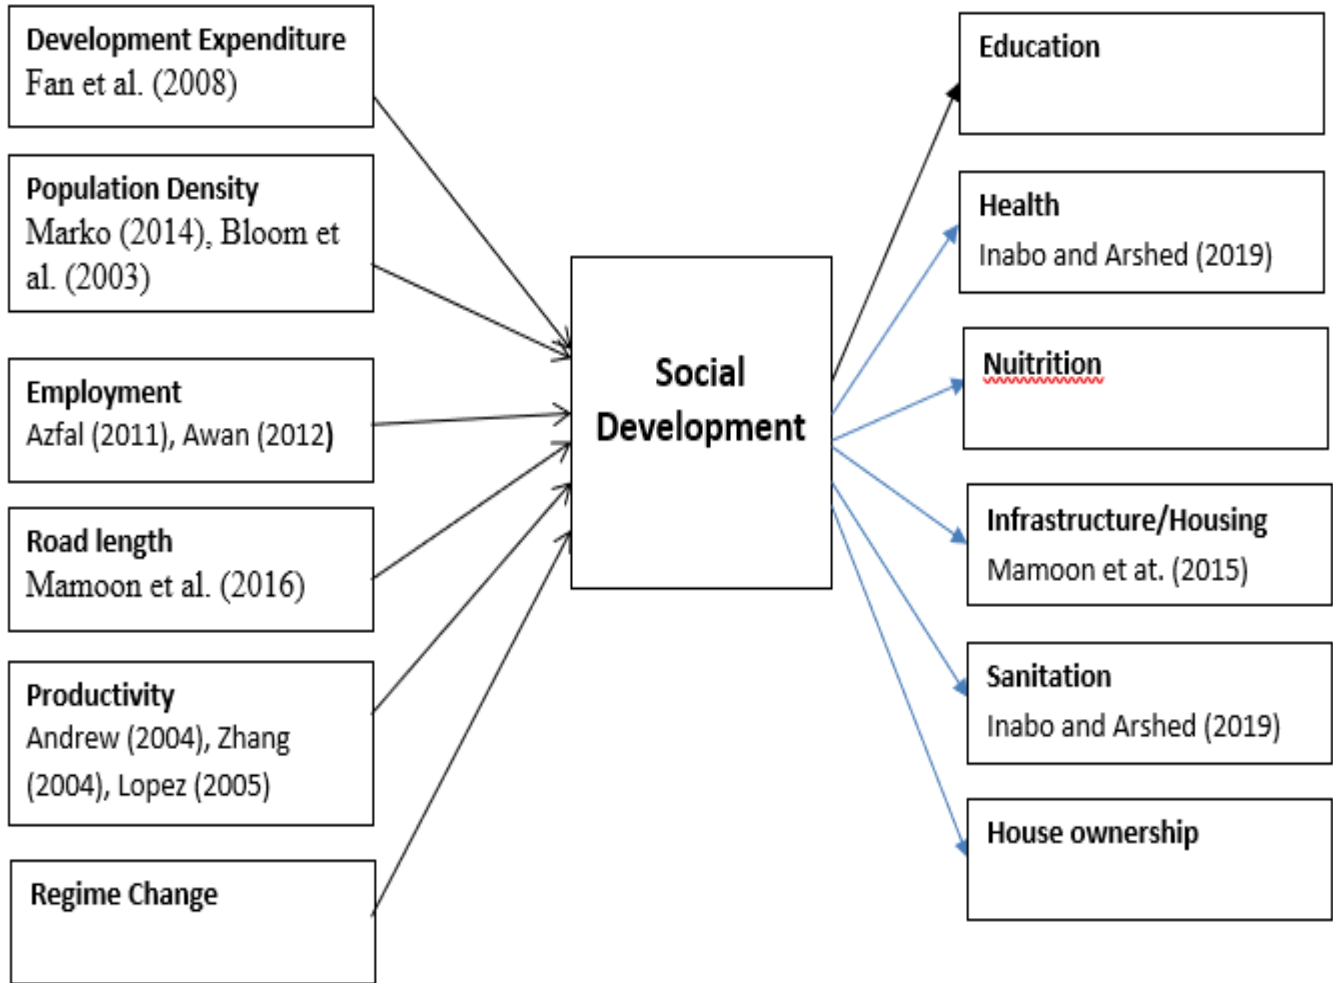 Development Expenditure
Fan et al. (2008)
Population Density
Marko (2014), Bloom et
al. (2003)
Employment
Azfal (2011), Awan (2012)
Road length
Mamoon et al. (2016)
Productivity
Andrew (2004), Zhang
(2004), Lopez (2005)
Regime Change
Social
Development
Education
Health
Inabo and Arshed (2019)
Nuitrition
Infrastructure/Housing
Mamoon et at. (2015)
Sanitation
Inabo and Arshed (2019)
House ownership